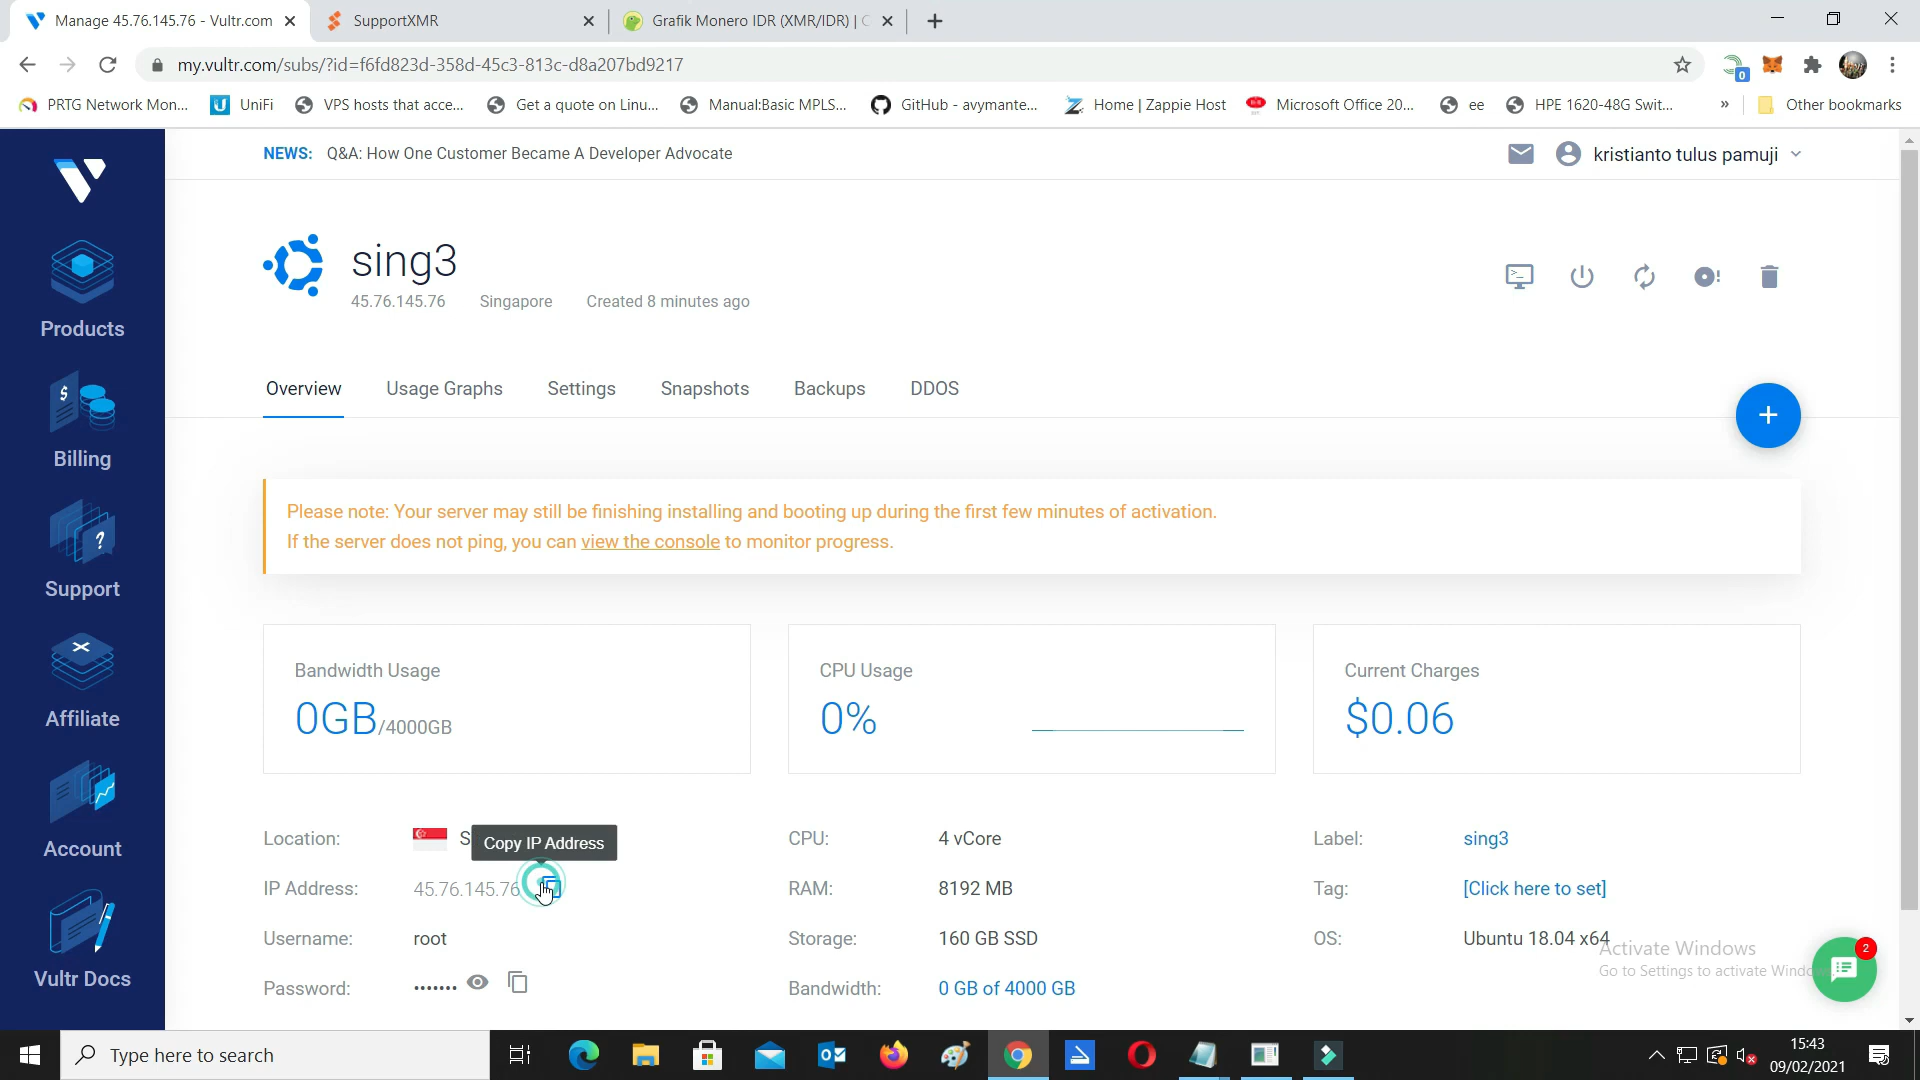 Manage 45.76.145.76 - Vultr.com
SupportXMR
Grafik Monero IDR (XMR/IDR) | C
my.vultr.com/subs/?id=f6fd823d-358d-45c3-813c-d8a207bd9217
0
PRTG Network Mon...
UniFi
VPS hosts that acce...
Get a quote on Linu...
Manual:Basic MPLS...
GitHub - avymante...
Home | Zappie Host
Microsoft Office 20...
ee
HPE 1620-48G Swit...
»
Other bookmarks
NEWS: Q&A: How One Customer Became A Developer Advocate
kristianto tulus pamuji
Products
Billing
Support
Affiliate
Account
Vultr Docs
sing3
45.76.145.76 Singapore Created 8 minutes ago
Overview Usage Graphs Settings Snapshots Backups DDOS
+
Please note: Your server may still be finishing installing and booting up during the first few minutes of activation.
If the server does not ping, you can view the console to monitor progress.
Bandwidth Usage
0GB/4000GB
CPU Usage
0%
Current Charges
$0.06
Location: S
Copy IP Address
IP Address: 45.76.145.76
Username: root
Password: •••••••
CPU: 4 vCore
RAM: 8192 MB
Storage: 160 GB SSD
Bandwidth: 0 GB of 4000 GB
Label: sing3
Tag: [Click here to set]
OS: Ubuntu 18.04 x64
Activate Windows
Go to Settings to activate Windo
2
Type here to search
15:43
09/02/2021